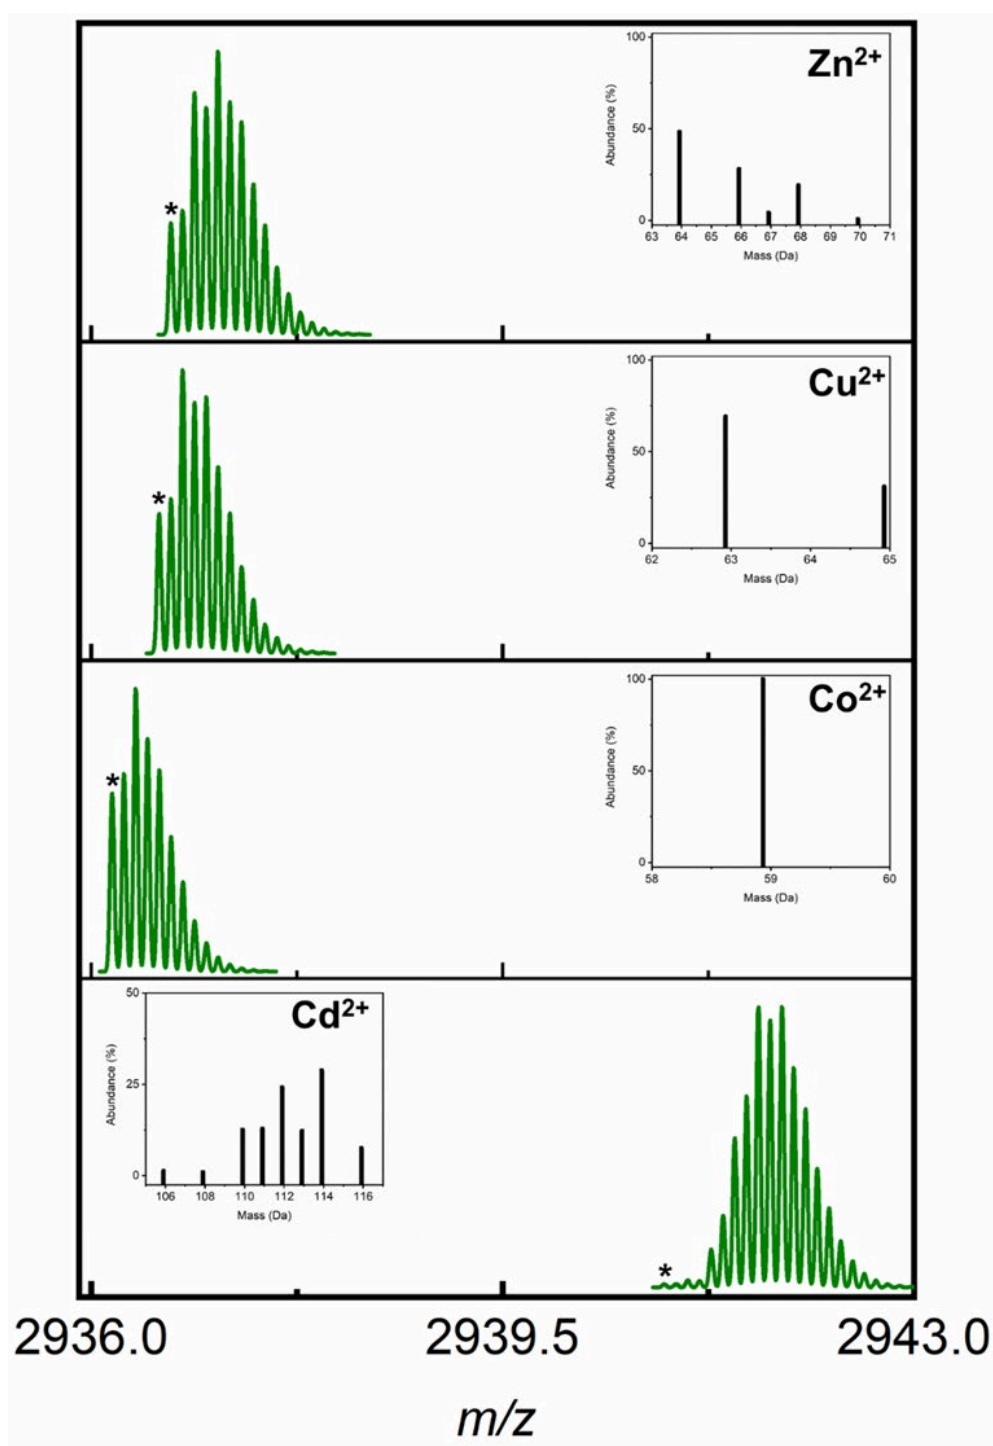 Zn2+
100
50
0
Abundance (%)
63 64 65 66 67 68 69 70 71
Mass (Da)
*
Cu2+
100
50
0
Abundance (%)
62 63 64 65
Mass (Da)
*
Co2+
100
50
0
Abundance (%)
58 59 60
Mass (Da)
*
Cd2+
50
25
0
Abundance (%)
106 108 110 112 114 116
Mass (Da)
*
2936.0 2939.5 2943.0
m/z